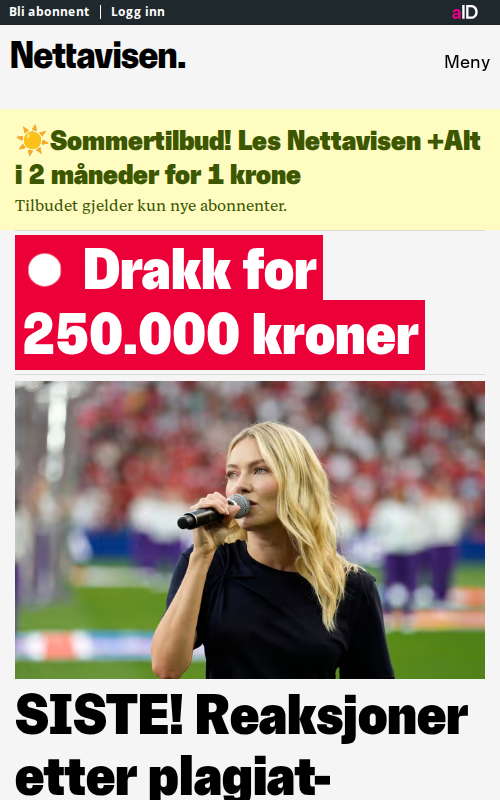 Bli abonnent | Logg inn
aID
Nettavisen.
Meny
☀️Sommertilbud! Les Nettavisen +Alt
i 2 måneder for 1 krone
Tilbudet gjelder kun nye abonnenter.
Drakk for
250.000 kroner
SISTE! Reaksjoner
etter plagiat-